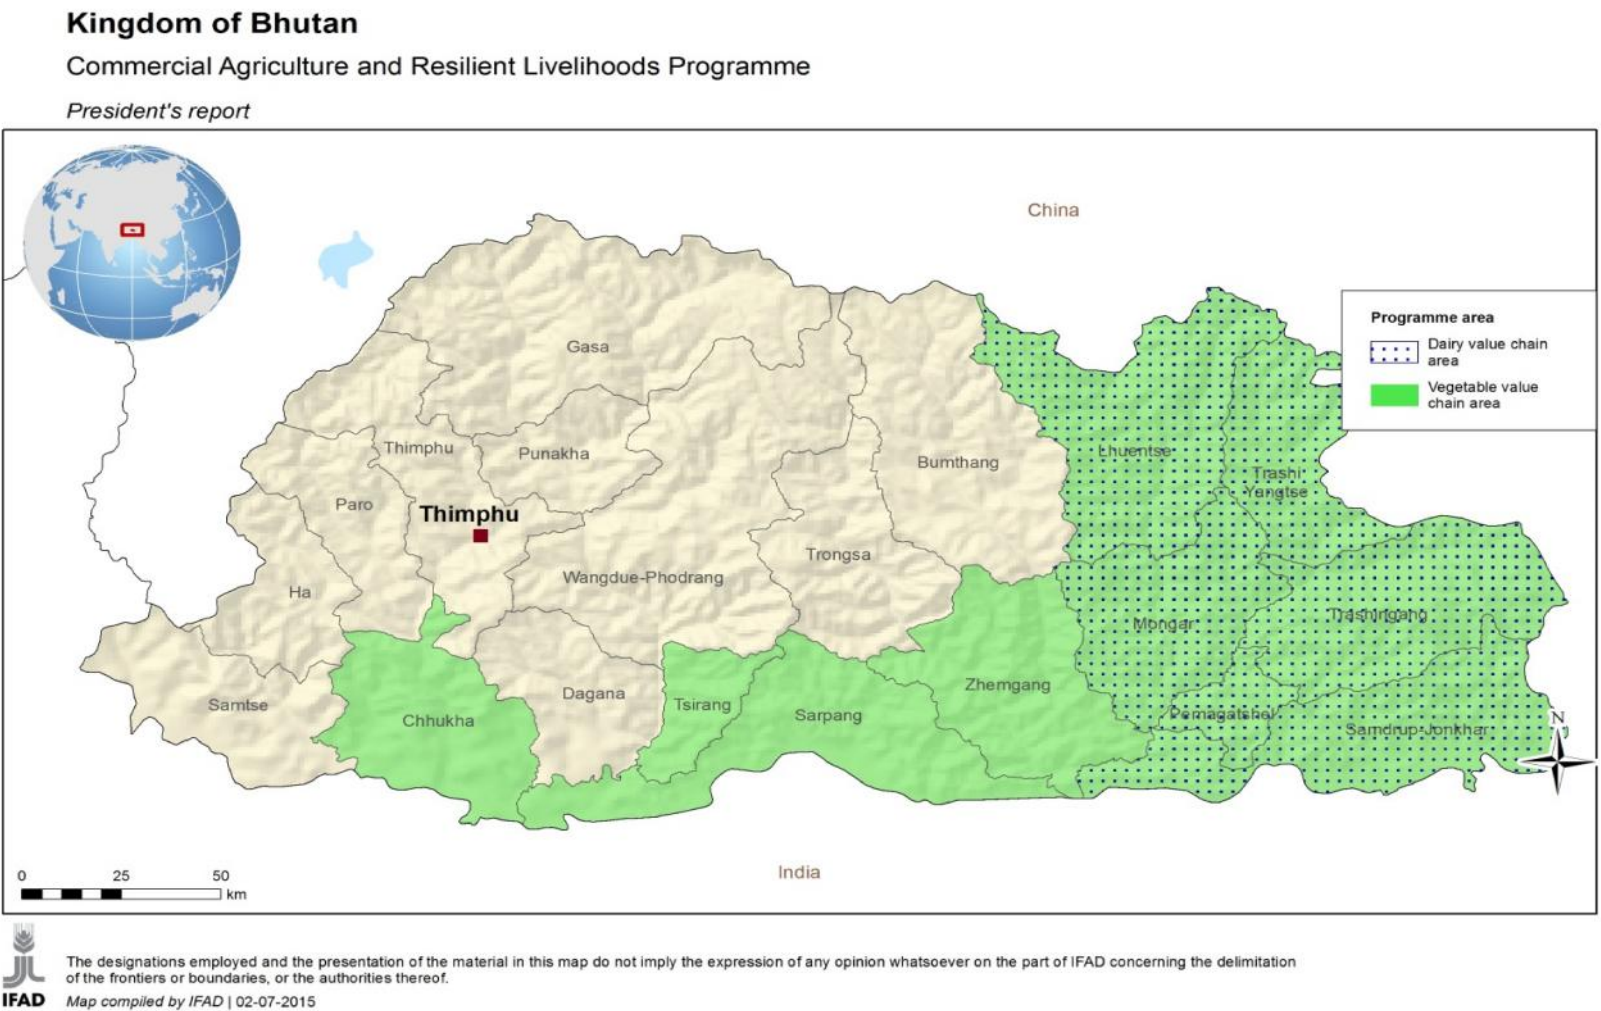 Kingdom of Bhutan
Commercial Agriculture and Resilient Livelihoods Programme
President's report
China
Programme area
Dairy value chain
area
Vegetable value
chain area
Gasa
Thimphu
Punakha
Lhuentse
Bumthang
Trashi
Yangtse
Paro
Thimphu
Trongsa
Wangdue-Phodrang
Ha
Trashingang
Mongar
Zhemgang
Dagana
Tsirang
Samtse
Sarpang
Pemagatshel
Chhukha
Samdrup-Jonkhar
N
India
0 25 50
km
The designations employed and the presentation of the material in this map do not imply the expression of any opinion whatsoever on the part of IFAD concerning the delimitation
of the frontiers or boundaries, or the authorities thereof.
IFAD
Map compiled by IFAD | 02-07-2015